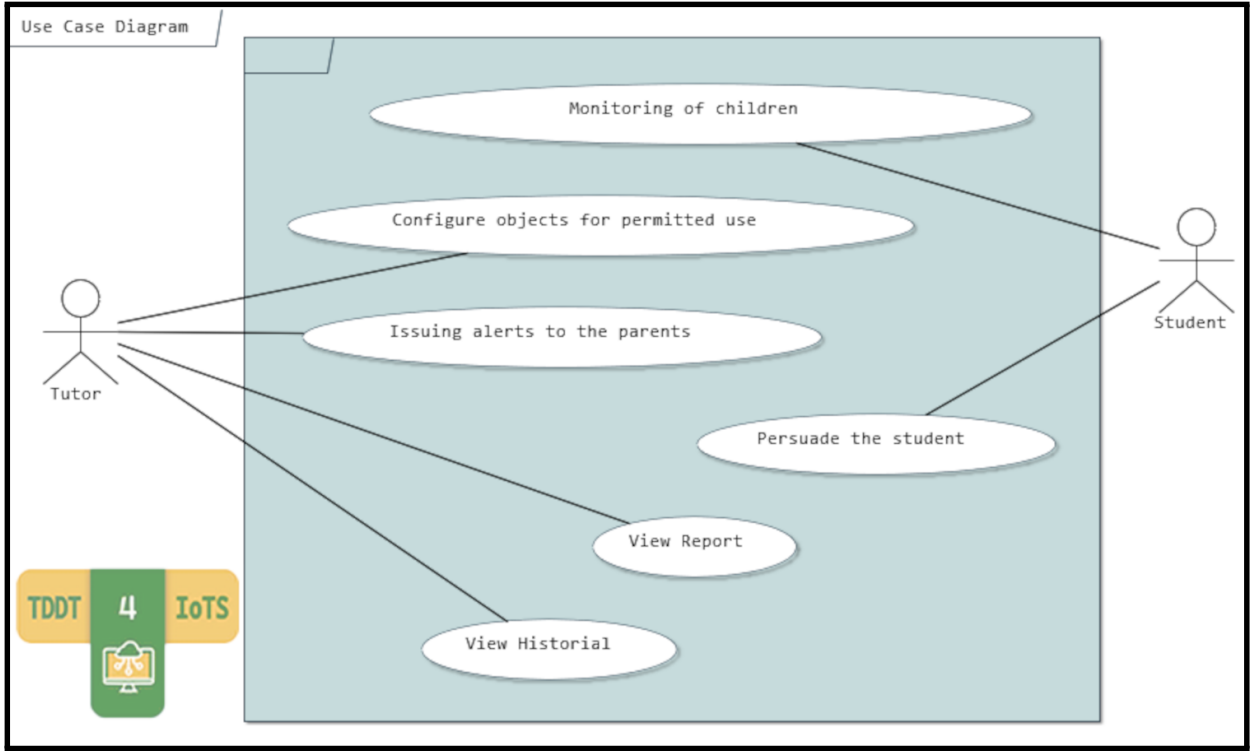 Use Case Diagram
Monitoring of children
Configure objects for permitted use
Issuing alerts to the parents
Student
Tutor
Persuade the student
View Report
TDDT 4 IoTS
View Historial